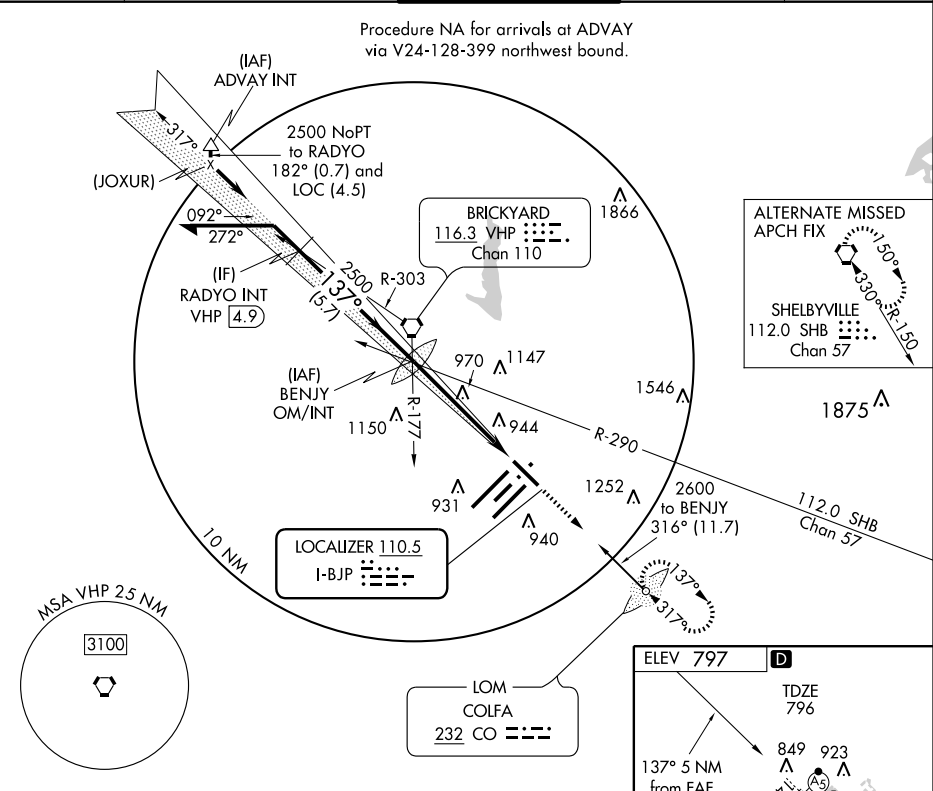 Procedure NA for arrivals at ADVAY
via V24-128-399 northwest bound.
(IAF)
ADVAY INT
317°
2500 NoPT
to RADYO
182° (0.7) and
LOC (4.5)
(JOXUR)
X
1866
BRICKYARD
116.3 VHP
Chan 110
ALTERNATE MISSED
APCH FIX
150°
330°
R-150
SHELBYVILLE
112.0 SHB
Chan 57
092°
272°
(IF)
RADYO INT
VHP 4.9
2500
137°
(5.7)
R-303
(IAF)
BENJY
OM/INT
R-177
970
1147
1150
944
1546
1875
R-290
931
1252
940
2600
to BENJY
316° (11.7)
112.0 SHB
Chan 57
LOCALIZER 110.5
I-BJP
10 NM
137°
317°
MSA VHP 25 NM
3100
LOM
COLFA
232 CO
ELEV 797
D
TDZE
796
849
923
A5
137° 5 NM
from FAF